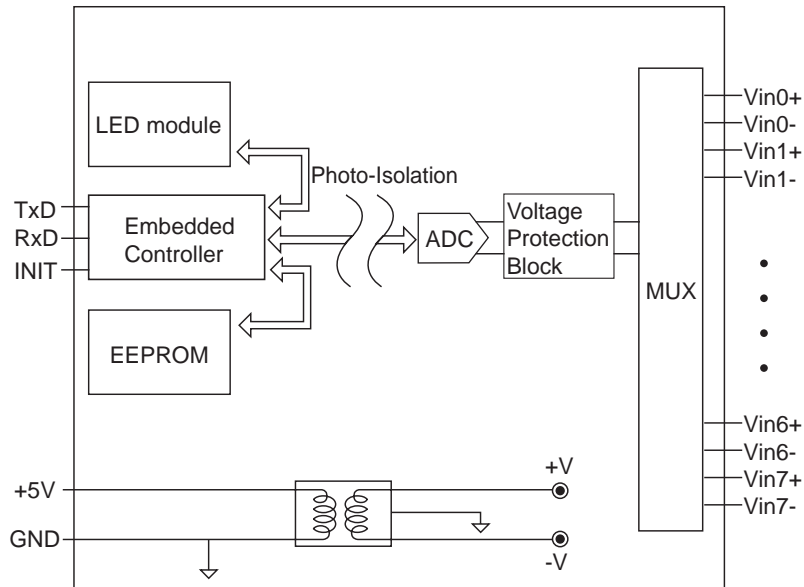 LED module
Photo-Isolation
TxD
RxD
INIT
Embedded
Controller
ADC
Voltage
Protection
Block
MUX
EEPROM
Vin0+
Vin0-
Vin1+
Vin1-
Vin6+
Vin6-
Vin7+
Vin7-
+5V
GND
+V
-V